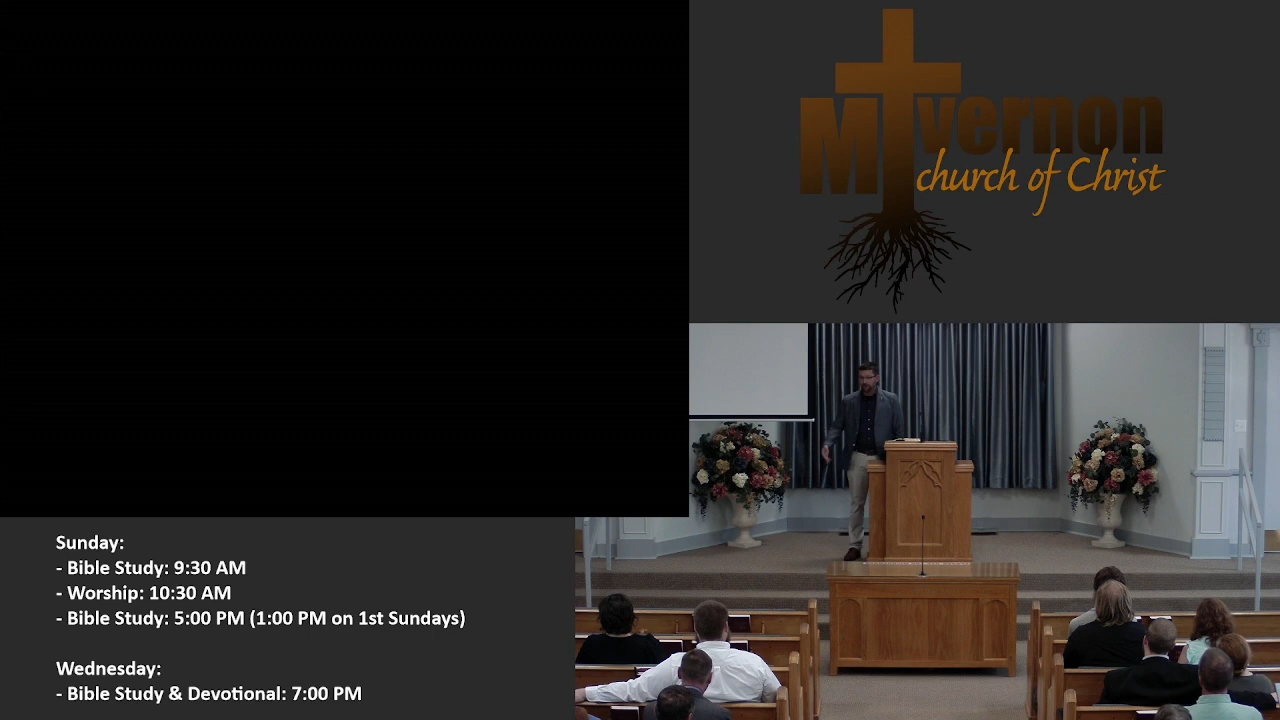 Mt vernon
church of Christ
Sunday:
- Bible Study: 9:30 AM
- Worship: 10:30 AM
- Bible Study: 5:00 PM (1:00 PM on 1st Sundays)
Wednesday:
- Bible Study & Devotional: 7:00 PM